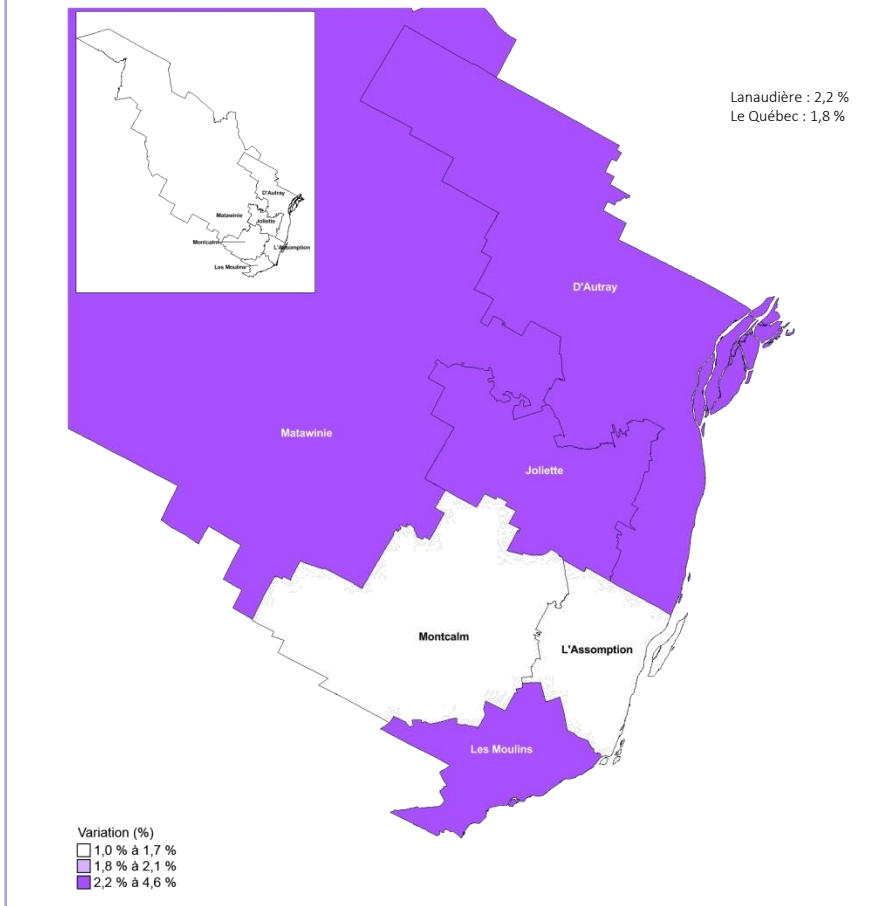 Lanaudière : 2,2 %
Le Québec : 1,8 %
D'Autray
Matawinie
Joliette
Montcalm
L'Assomption
Les Moulins
D'Autray
Matawinie
Joliette
Montcalm
L'Assomption
Les Moulins
Variation (%)
1,0 % à 1,7 %
1,8 % à 2,1 %
2,2 % à 4,6 %